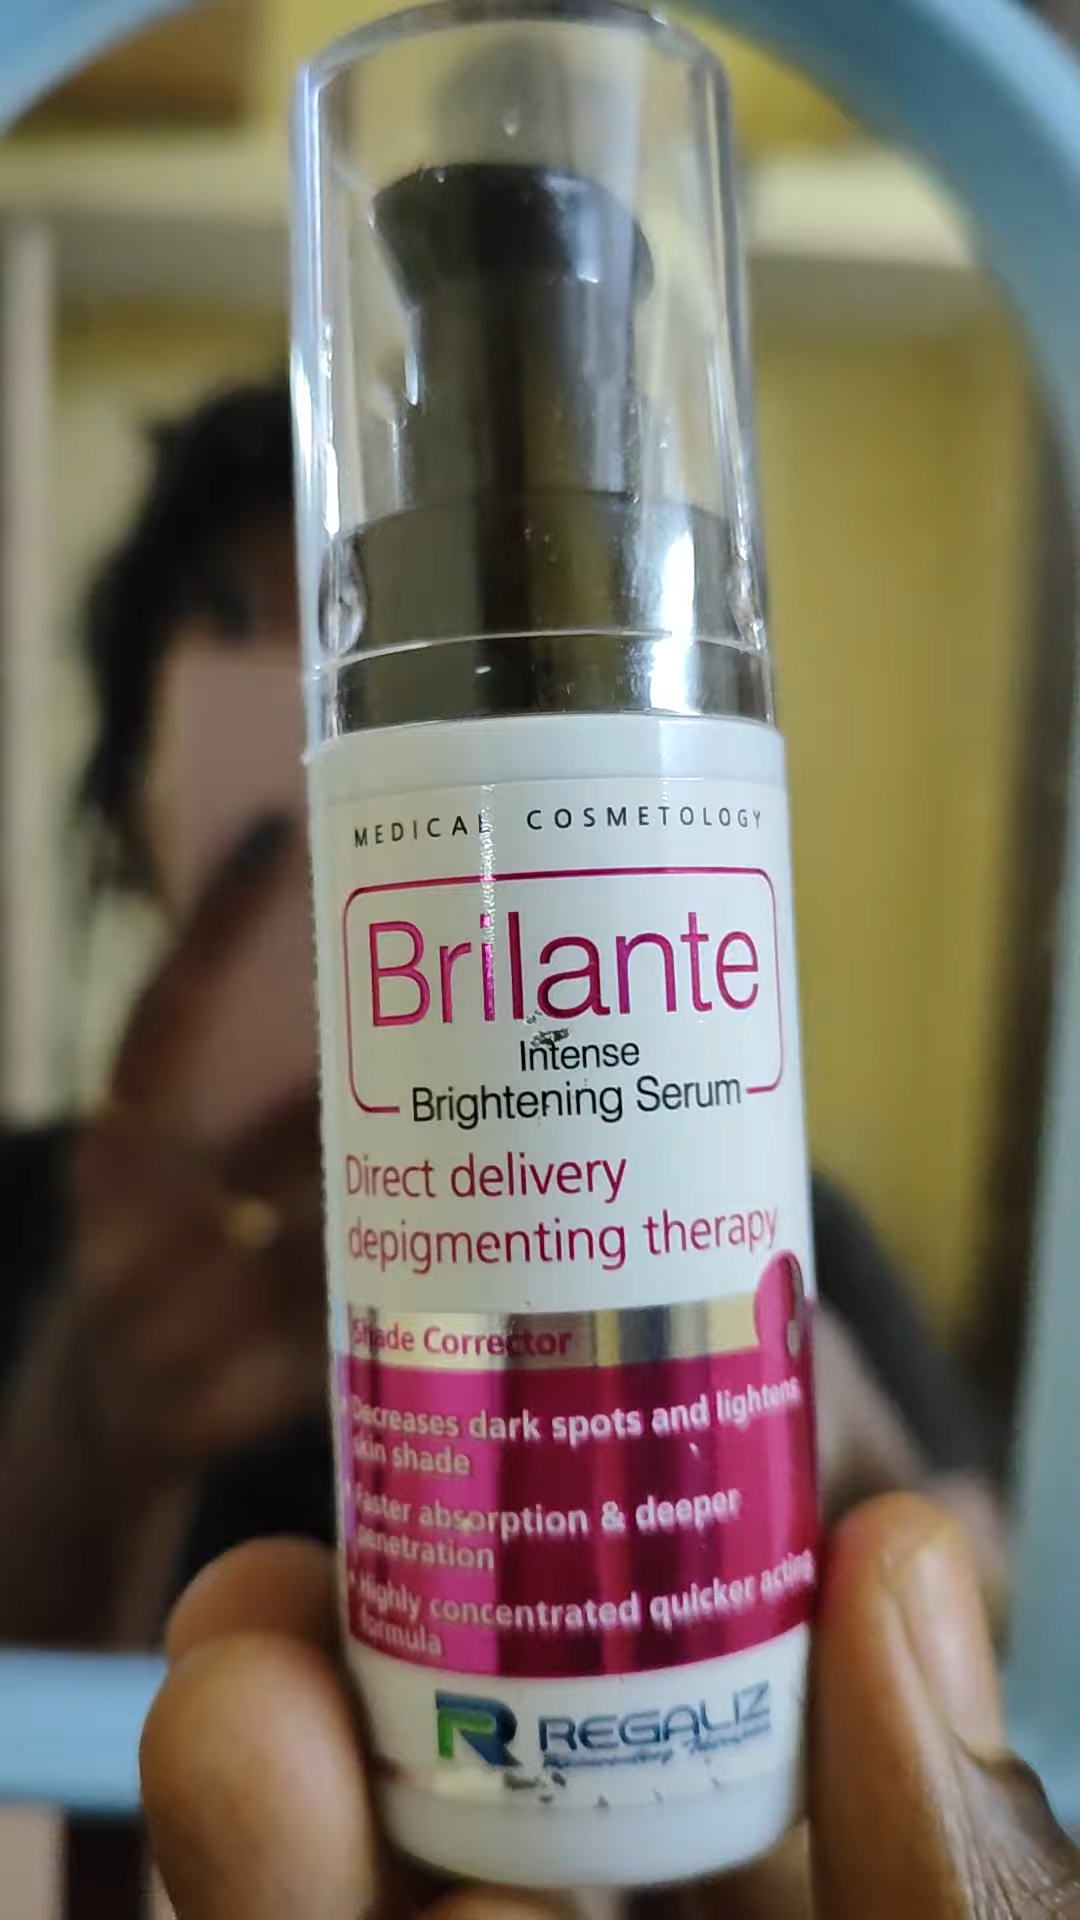 MEDICAL COSMETOLOGY
Brilante
Intense
Brightening Serum
Direct delivery
depigmenting therapy
Shade Corrector
Decreases dark spots and lightens
skin shade
Faster absorption & deeper
penetration
* Highly concentrated quicker acting
formula
REGALIZ